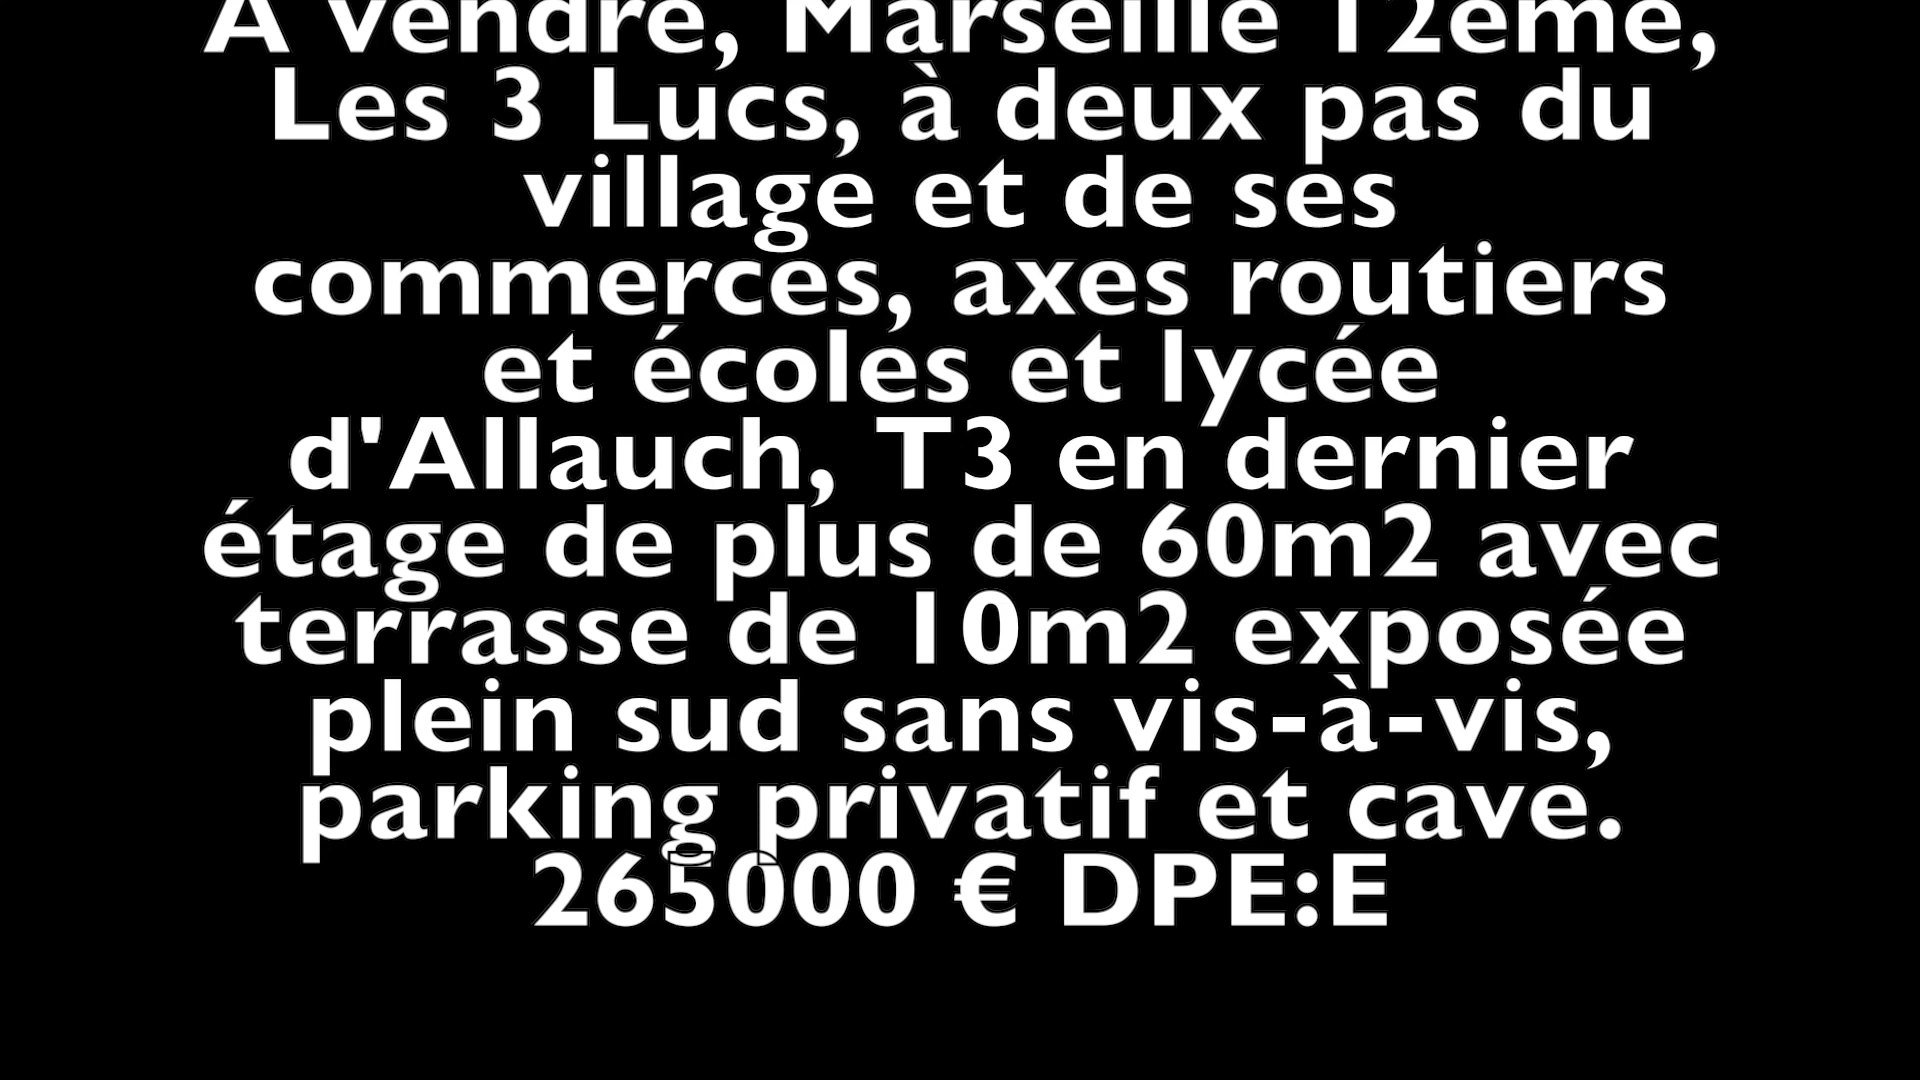 A vendre, Marseille 12ème,
Les 3 Lucs, à deux pas du
village et de ses
commerces, axes routiers
et écoles et lycée
d'Allauch, T3 en dernier
étage de plus de 60m2 avec
terrasse de 10m2 exposée
plein sud sans vis-à-vis,
parking privatif et cave.
265000 € DPE:E